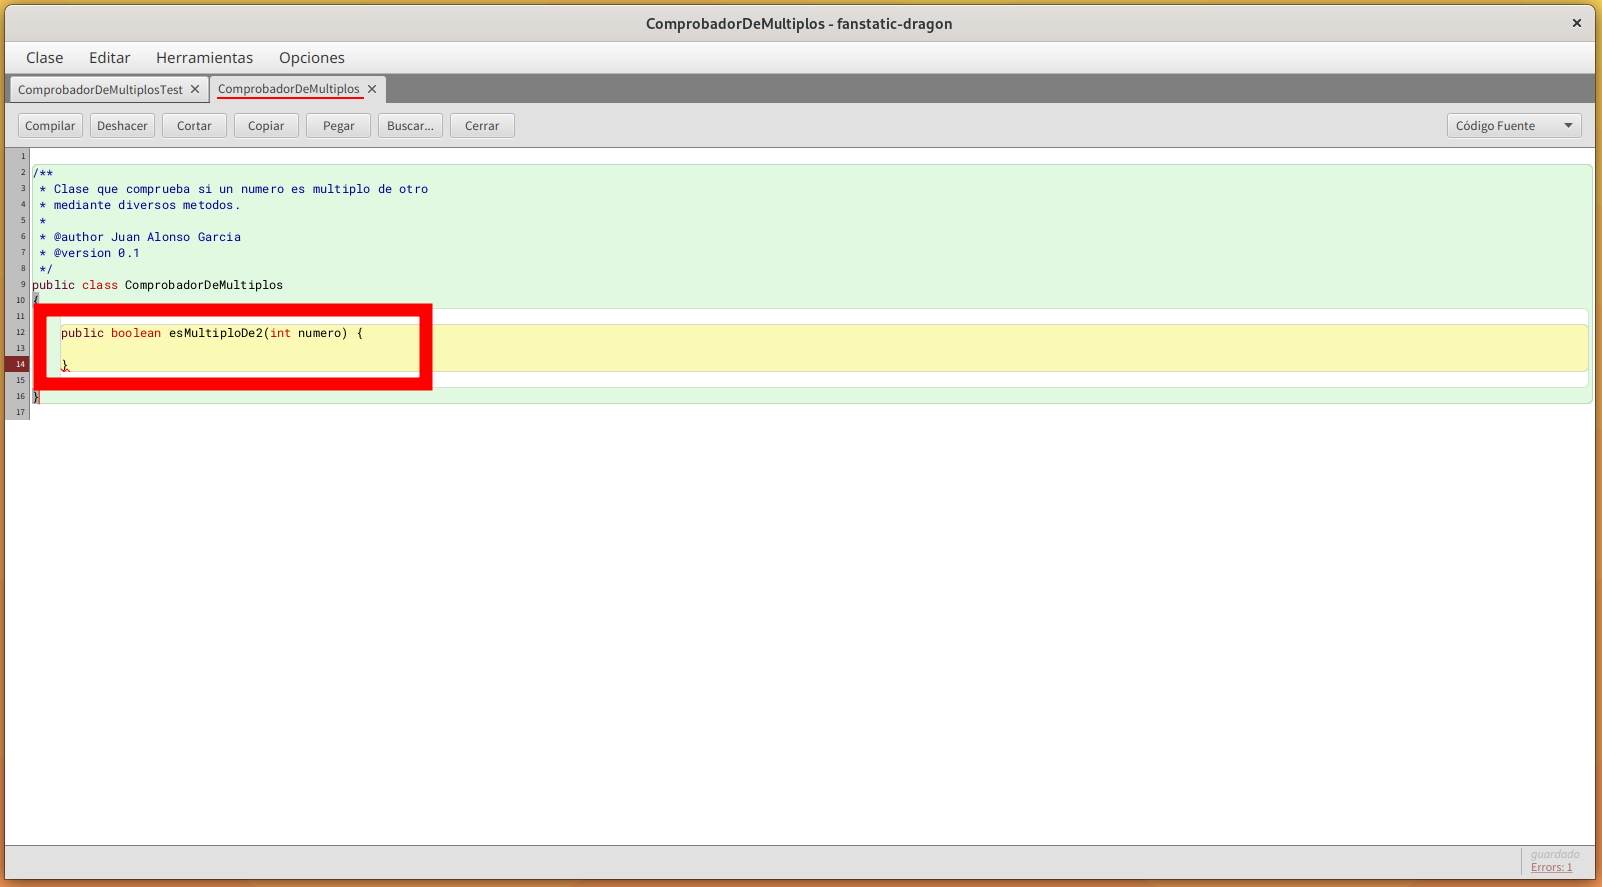 ComprobadorDeMultiplos - fanstatic-dragon
Clase Editar Herramientas Opciones
ComprobadorDeMultiplosTest ComprobadorDeMultiplos
Compilar Deshacer Cortar Copiar Pegar Buscar... Cerrar Código Fuente
1
2 /**
3 * Clase que comprueba si un numero es multiplo de otro
4 * mediante diversos metodos.
5 *
6 * @author Juan Alonso Garcia
7 * @version 0.1
8 */
9 public class ComprobadorDeMultiplos
10 {
11
12 public boolean esMultiploDe2(int numero) {
13
14 }
15
16 }
17
guardado
Errors: 1